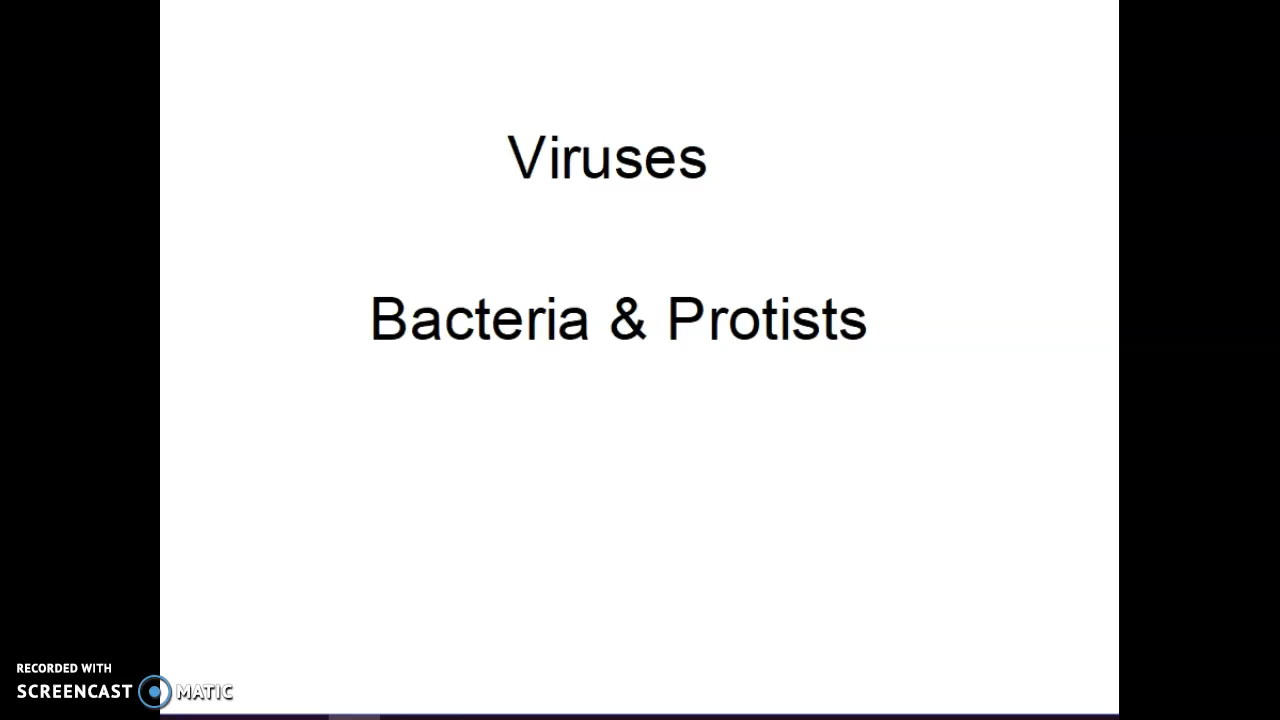 Viruses
Bacteria & Protists
RECORDED WITH
SCREENCAST MATIC